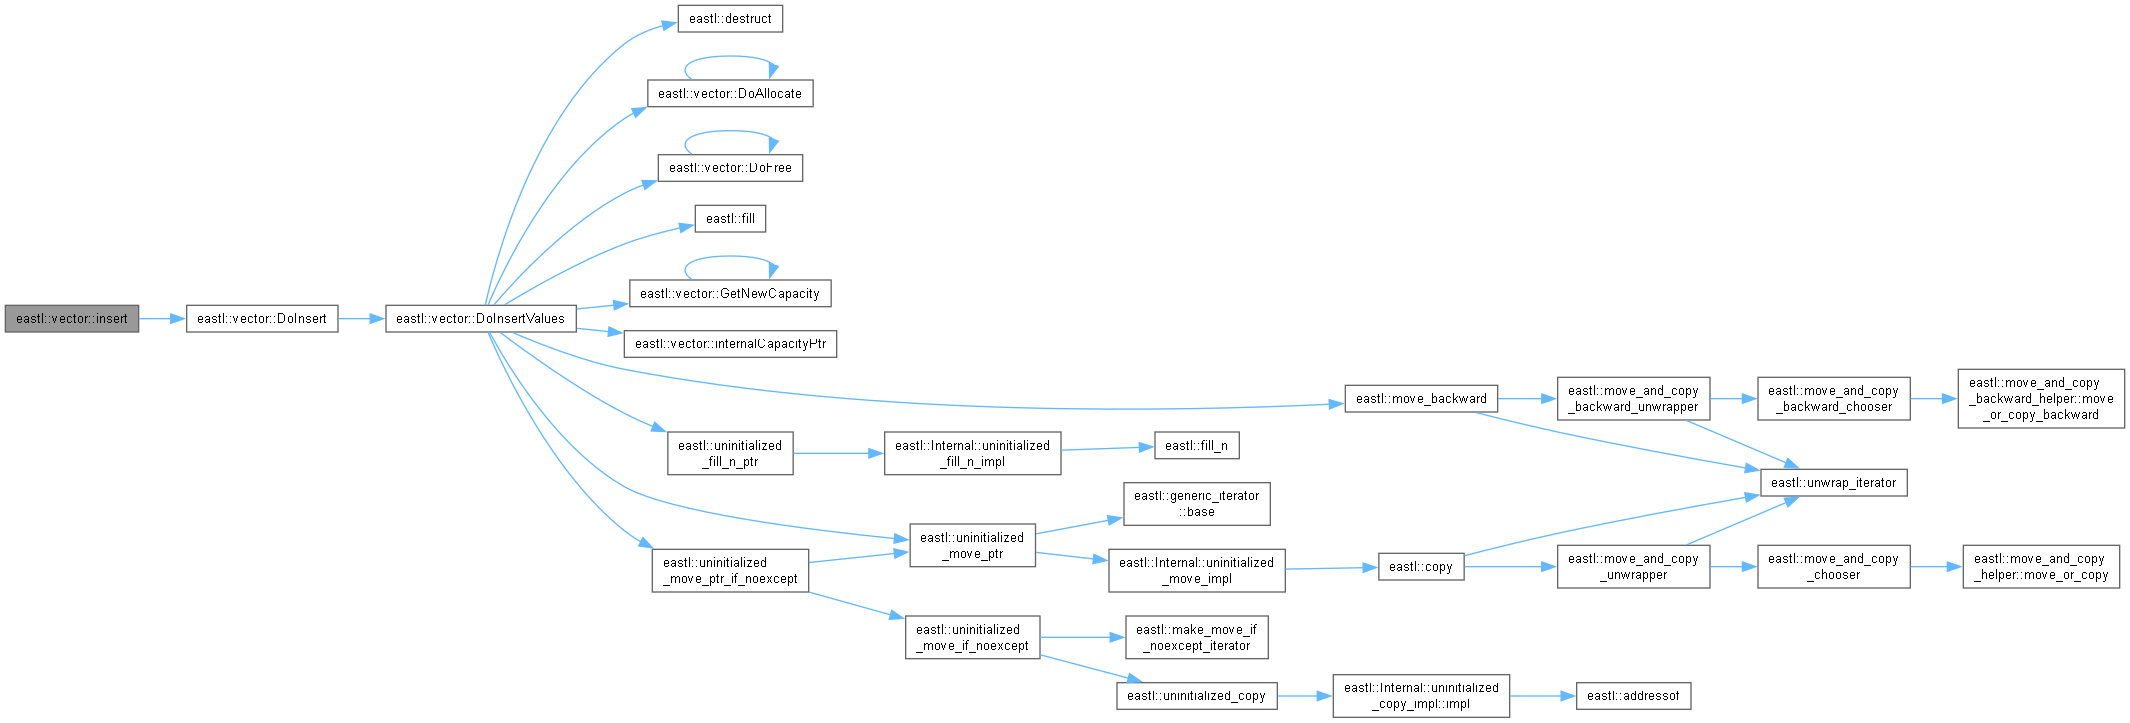 eastl::destruct
eastl::vector::DoAllocate
eastl::vector::DoFree
eastl::fill
eastl::vector::GetNewCapacity
eastl::vector::insert
eastl::vector::DoInsert
eastl::vector::DoInsertValues
eastl::vector::internalCapacityPtr
eastl::move_backward
eastl::move_and_copy
_backward_unwrapper
eastl::move_and_copy
_backward_chooser
eastl::move_and_copy
_backward_helper::move
_or_copy_backward
eastl::uninitialized
_fill_n_ptr
eastl::Internal::uninitialized
_fill_n_impl
eastl::fill_n
eastl::unwrap_iterator
eastl::generic_iterator
::base
eastl::uninitialized
_move_ptr
eastl::uninitialized
_move_ptr_if_noexcept
eastl::Internal::uninitialized
_move_impl
eastl::copy
eastl::move_and_copy
_unwrapper
eastl::move_and_copy
_chooser
eastl::move_and_copy
_helper::move_or_copy
eastl::uninitialized
_move_if_noexcept
eastl::make_move_if
_noexcept_iterator
eastl::uninitialized_copy
eastl::Internal::uninitialized
_copy_impl::impl
eastl::addressof